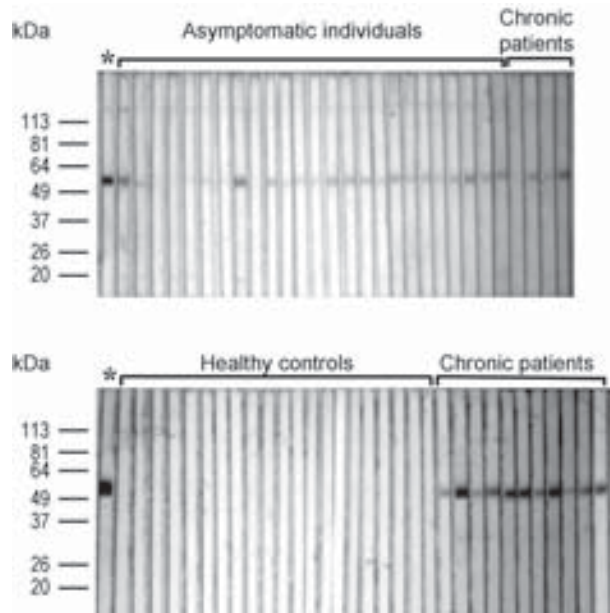 kDa
*
Asymptomatic individuals
Chronic
patients
113
81
64
49
37
26
20
kDa
*
Healthy controls
Chronic patients
113
81
64
49
37
26
20